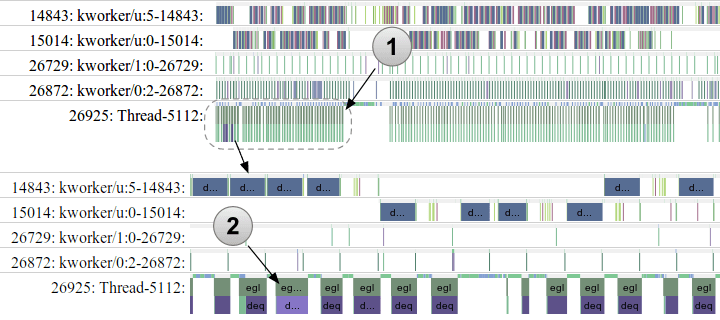 14843: kworker/u:5-14843:
15014: kworker/u:0-15014:
1
26729: kworker/1:0-26729:
26872: kworker/0:2-26872:
26925: Thread-5112:
14843: kworker/u:5-14843: d... d... d... d... d... d...
15014: kworker/u:0-15014: d... d... d... d...
2
26729: kworker/1:0-26729:
26872: kworker/0:2-26872:
26925: Thread-5112: egl eg... egl egl egl egl egl egl egl
deq d... deq deq deq deq deq deq deq